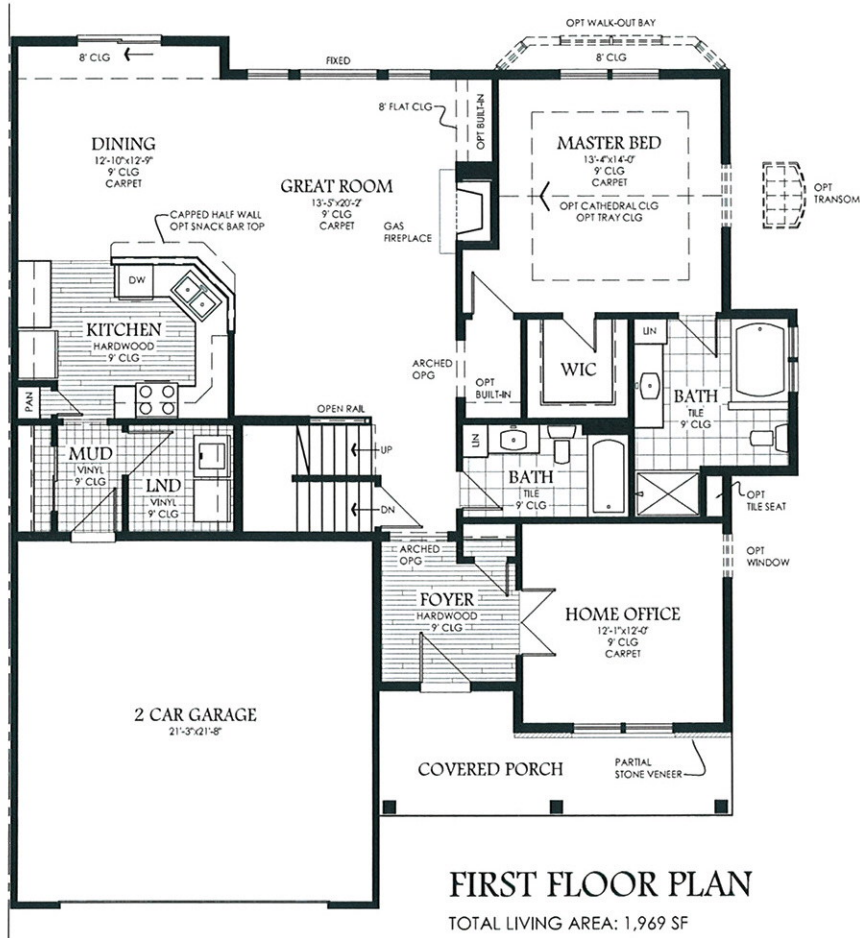 OPT WALK-OUT BAY
8' CLG
FIXED
8' CLG
8' FLAT CLG
OPT BUILT-IN
DINING
12'-10"x12'-9"
9' CLG
CARPET
MASTER BED
13'-4"x14'-0"
9' CLG
CARPET
OPT CATHEDRAL CLG
OPT TRAY CLG
OPT
TRANSOM
GREAT ROOM
13'-5"x20'-2"
9' CLG
CARPET
GAS
FIREPLACE
CAPPED HALF WALL
OPT SNACK BAR TOP
DW
KITCHEN
HARDWOOD
9' CLG
PAN
ARCHED
OPG
OPT
BUILT-IN
WIC
LIN
BATH
TILE
9' CLG
OPEN RAIL
UP
DN
MUD
VINYL
9' CLG
LND
VINYL
9' CLG
LIN
BATH
TILE
9' CLG
OPT
TILE SEAT
ARCHED
OPG
OPT
WINDOW
FOYER
HARDWOOD
9' CLG
HOME OFFICE
12'-1"x12'-0"
9' CLG
CARPET
2 CAR GARAGE
21'-3"x21'-8"
COVERED PORCH
PARTIAL
STONE VENEER
FIRST FLOOR PLAN
TOTAL LIVING AREA: 1,969 SF